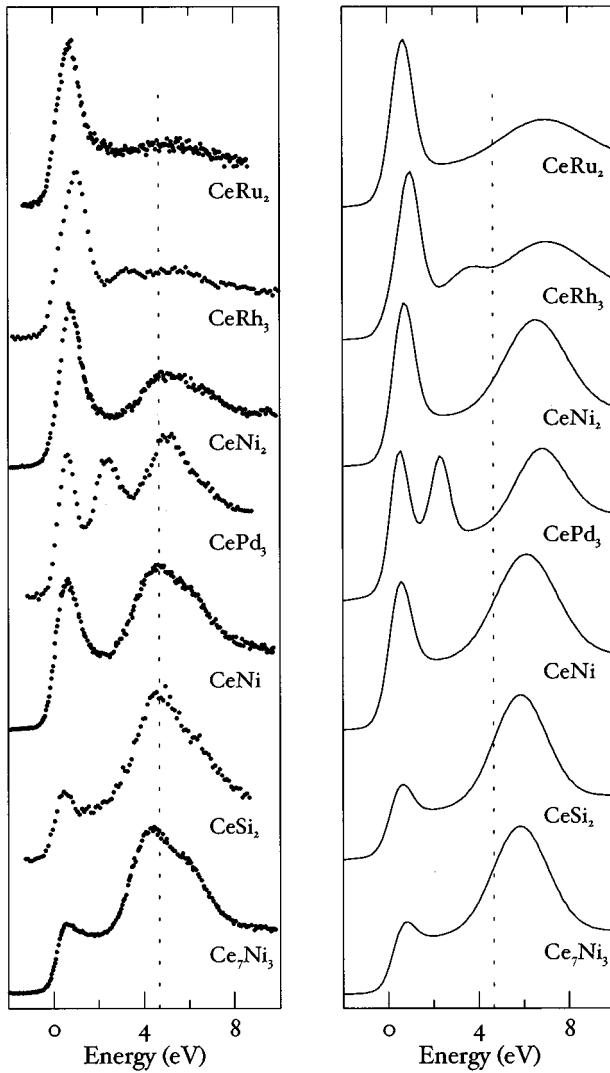 CeRu₂
CeRh₃
CeNi₂
CePd₃
CeNi
CeSi₂
Ce₇Ni₃
0 4 8
Energy (eV)
CeRu₂
CeRh₃
CeNi₂
CePd₃
CeNi
CeSi₂
Ce₇Ni₃
0 4 8
Energy (eV)